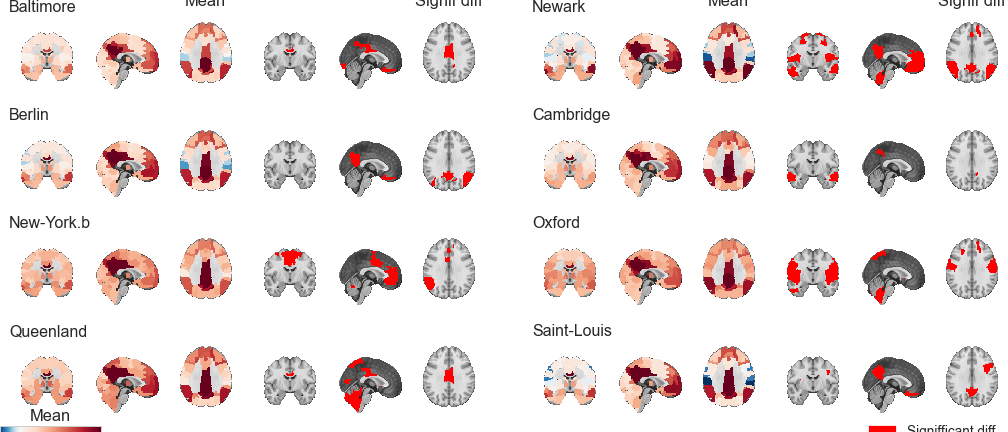 Baltimore
Mean
Signif diff
Newark
Mean
Signif diff
Berlin
Cambridge
New-York.b
Oxford
Queenland
Saint-Louis
Mean
Signifficant diff